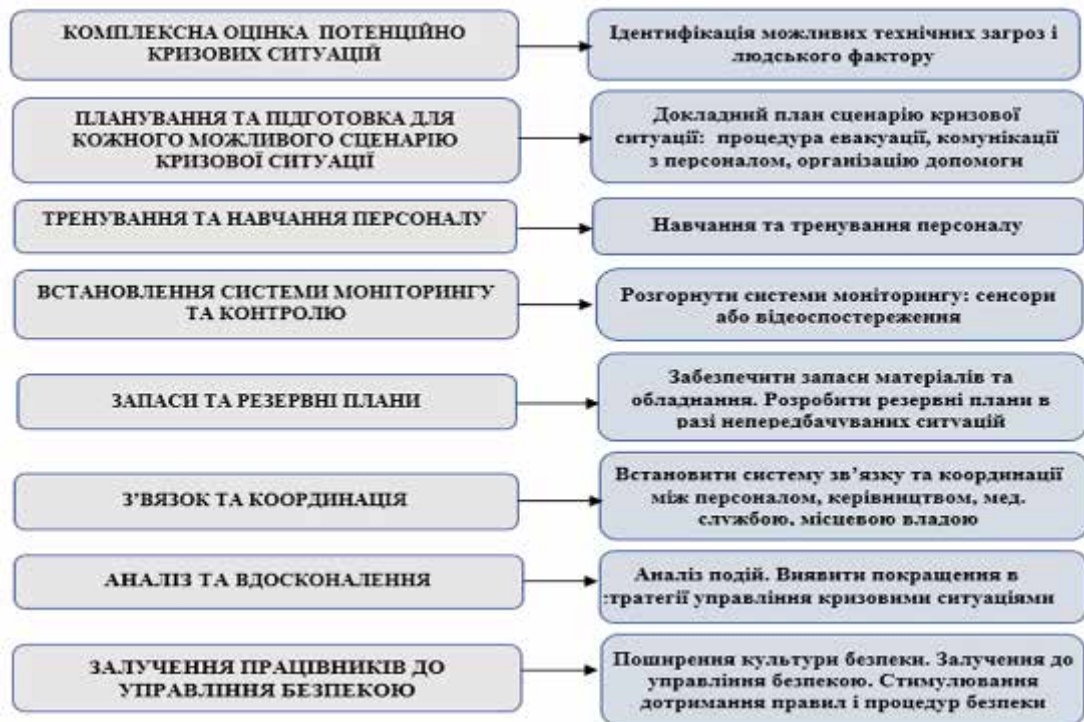 КОМПЛЕКСНА ОЦІНКА ПОТЕНЦІЙНО
КРИЗОВИХ СИТУАЦІЙ
Ідентифікація можливих технічних загроз і
людського фактору
ПЛАНУВАННЯ ТА ПІДГОТОВКА ДЛЯ
КОЖНОГО МОЖЛИВОГО СЦЕНАРІЮ
КРИЗОВОЇ СИТУАЦІЇ
Докладний план сценарію кризової
ситуації: процедура евакуації, комунікації
з персоналом, організацію допомоги
ТРЕНУВАННЯ ТА НАВЧАННЯ ПЕРСОНАЛУ
Навчання та тренування персоналу
ВСТАНОВЛЕННЯ СИСТЕМИ МОНІТОРИНГУ
ТА КОНТРОЛЮ
Розгорнути системи моніторингу: сенсори
або відеоспостереження
ЗАПАСИ ТА РЕЗЕРВНІ ПЛАНИ
Забезпечити запаси матеріалів та
обладнання. Розробити резервні плани в
разі непередбачуваних ситуацій
З’ВЯЗОК ТА КООРДИНАЦІЯ
Встановити систему зв’язку та координації
між персоналом, керівництвом, мед.
службою, місцевою владою
АНАЛІЗ ТА ВДОСКОНАЛЕННЯ
Аналіз подій. Виявити покращення в
стратегії управління кризовими ситуаціями
ЗАЛУЧЕННЯ ПРАЦІВНИКІВ ДО
УПРАВЛІННЯ БЕЗПЕКОЮ
Поширення культури безпеки. Залучення до
управління безпекою. Стимулювання
дотримання правил і процедур безпеки